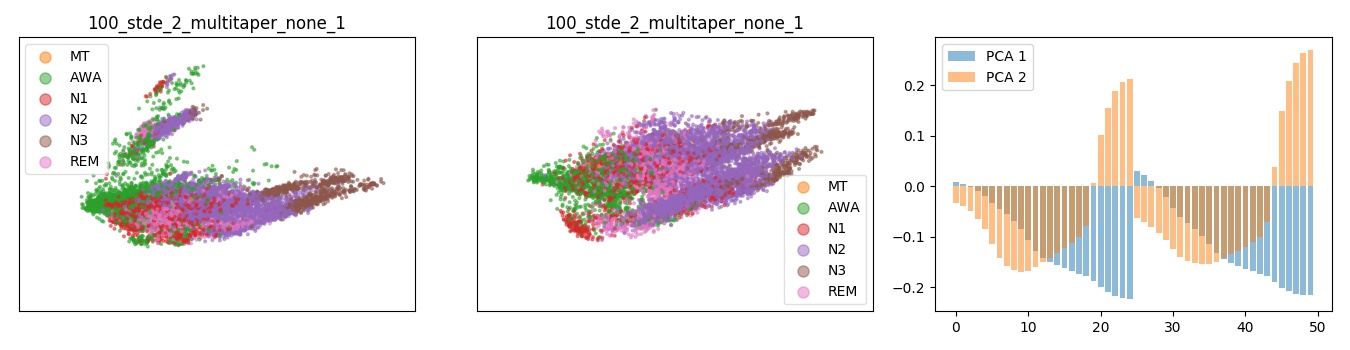 100_stde_2_multitaper_none_1
MT
AWA
N1
N2
N3
REM
100_stde_2_multitaper_none_1
MT
AWA
N1
N2
N3
REM
PCA 1
PCA 2
0.2
0.1
0.0
−0.1
−0.2
0 10 20 30 40 50